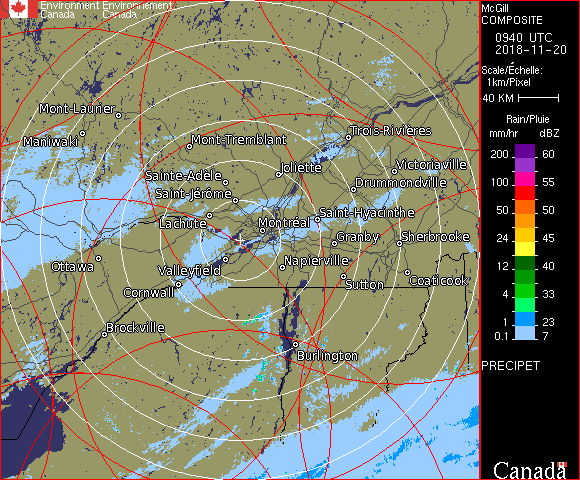 Environment Environnement
Canada Canada
McGill
COMPOSITE
0940 UTC
2018-11-20
Scale/Échelle:
1km/Pixel
40 KM
Rain/Pluie
mm/hr dBZ
200 60
100 55
50 50
45 24
32 45
12 40
4 33
1 23
0.1 7
PRECIPET
Canada
Mont-Laurier
Maniwaki
Mont-Tremblant
Trois-Rivières
Joliette
Victoriaville
Sainte-Adèle
Drummondville
Saint-Jérôme
Saint-Hyacinthe
Lachute
Montréal
Granby
Sherbrooke
Ottawa
Valleyfield
Napierville
Cornwall
Sutton
Coaticook
Brockville
Burlington